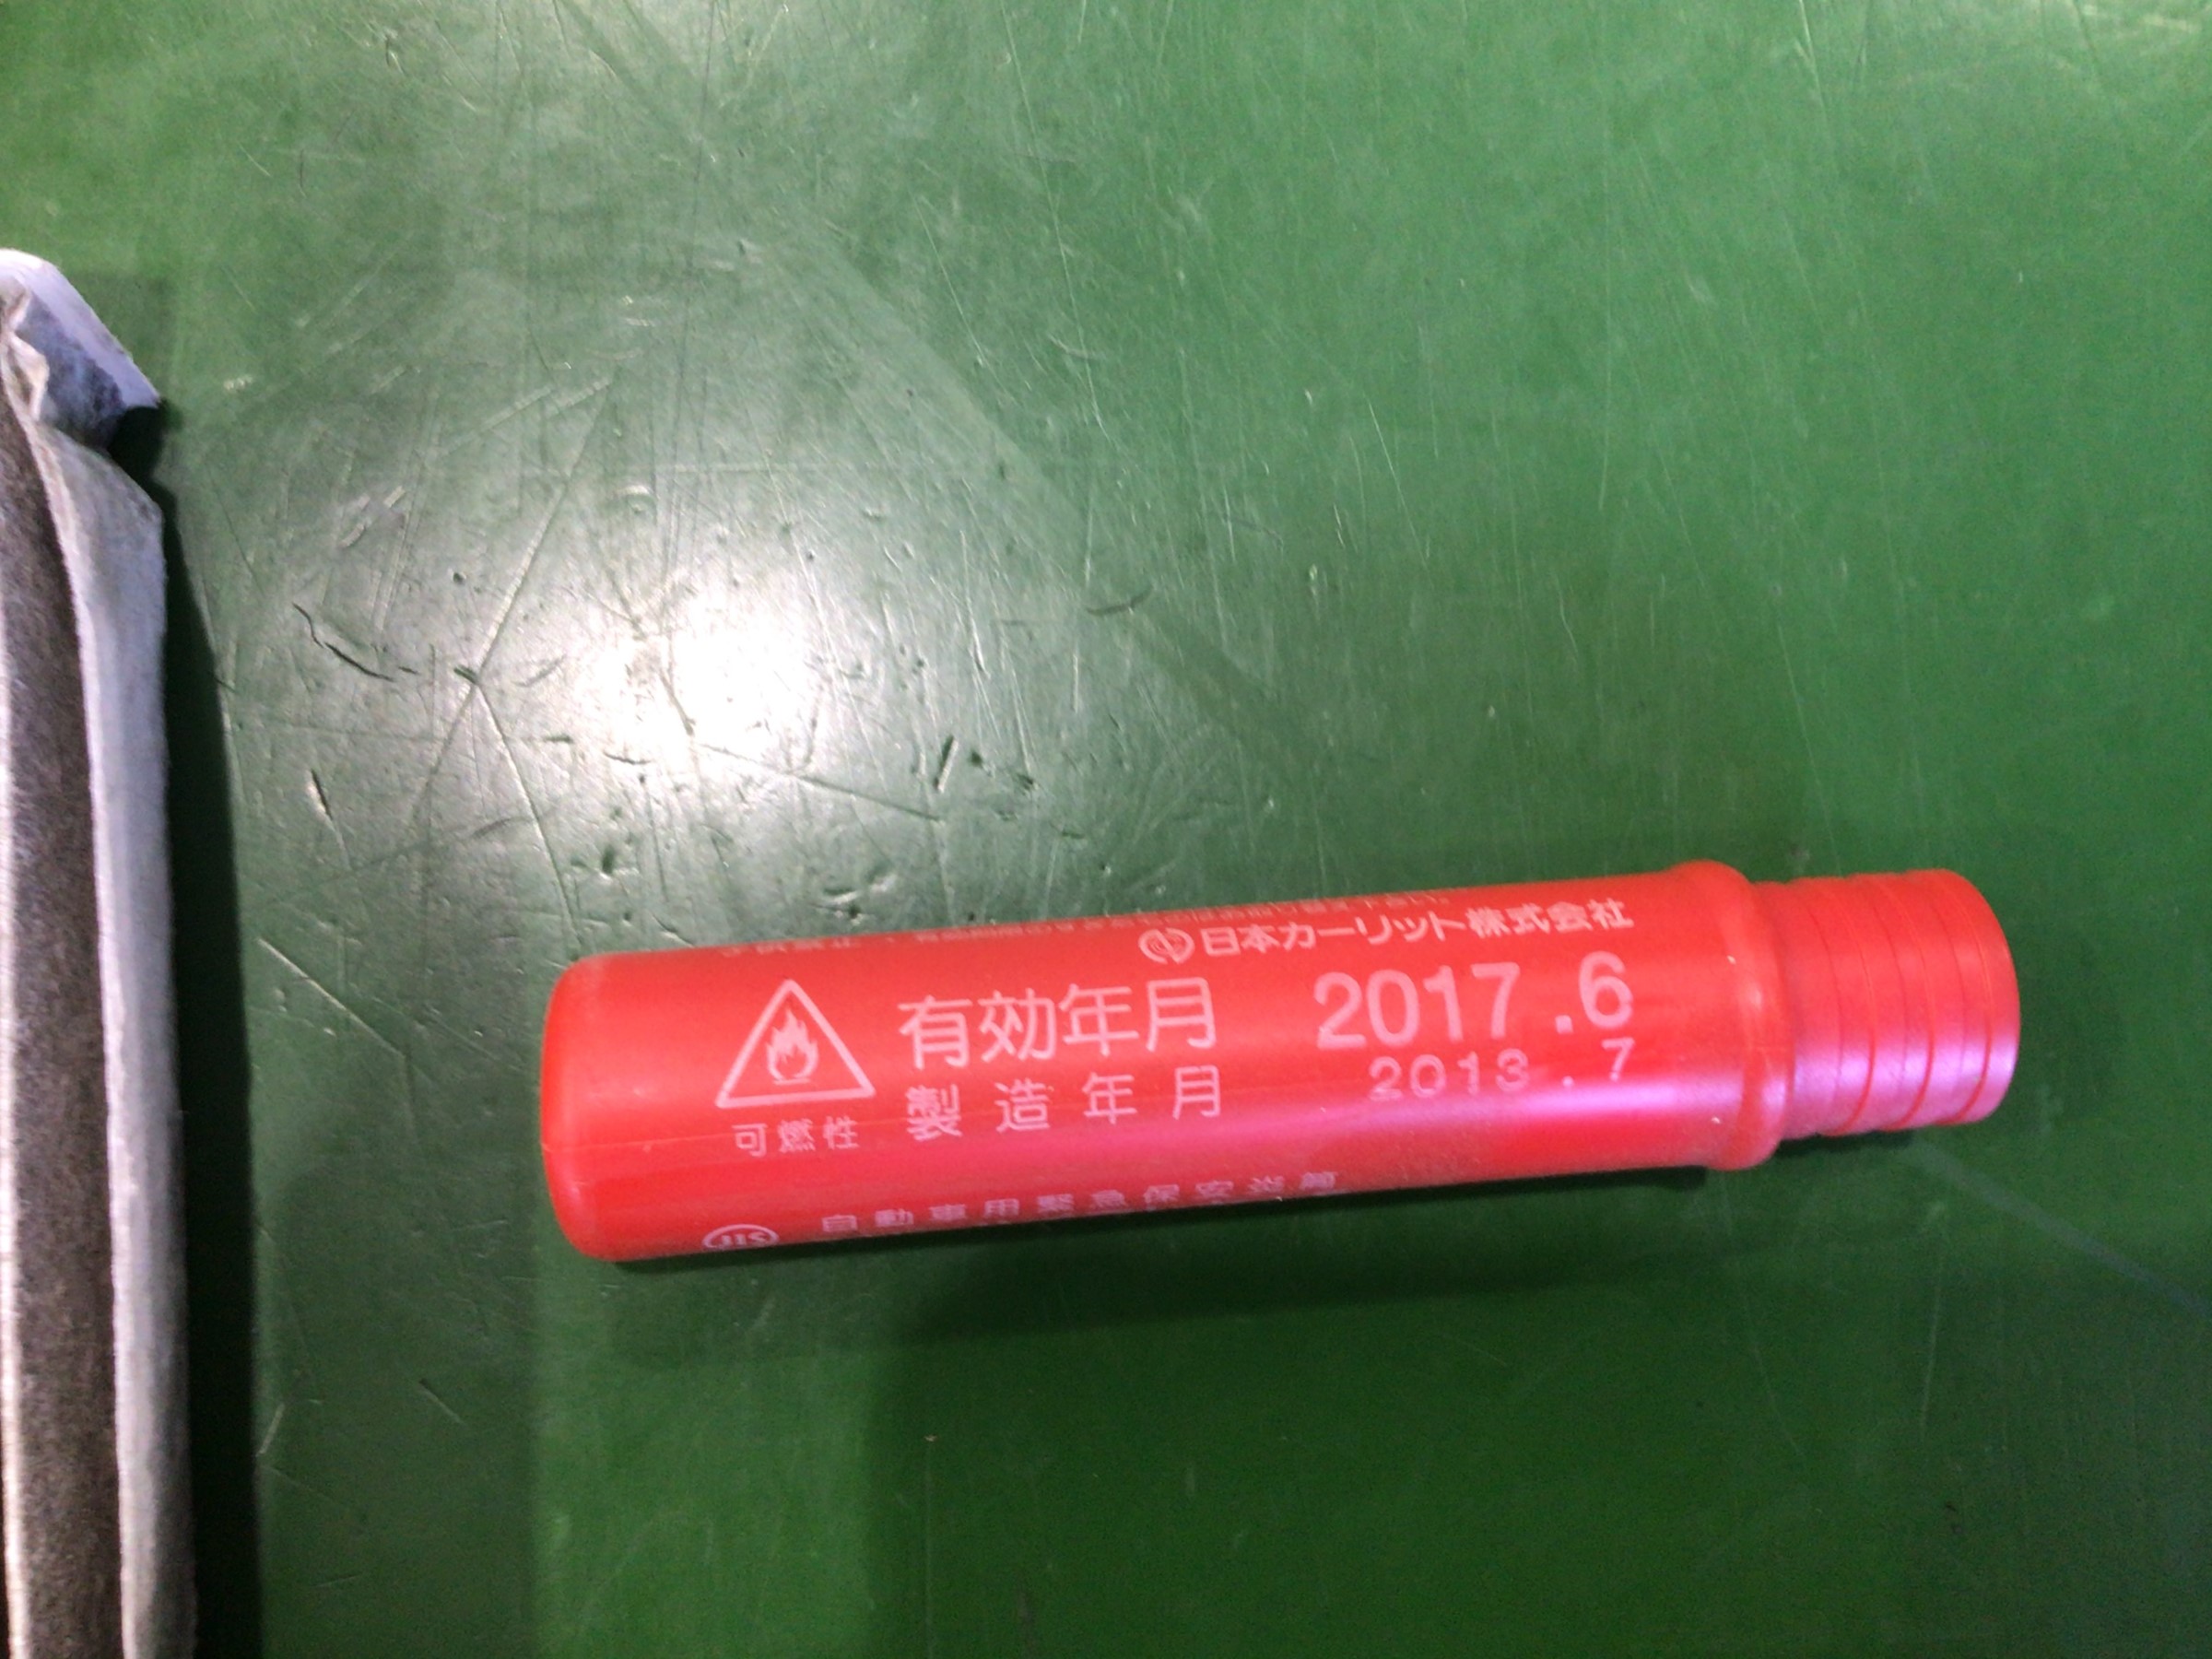 日本カーリット株式会社
有効年月 2017.6
製造年月 2013.7
可燃性
自動車用緊急保安炎筒
JIS